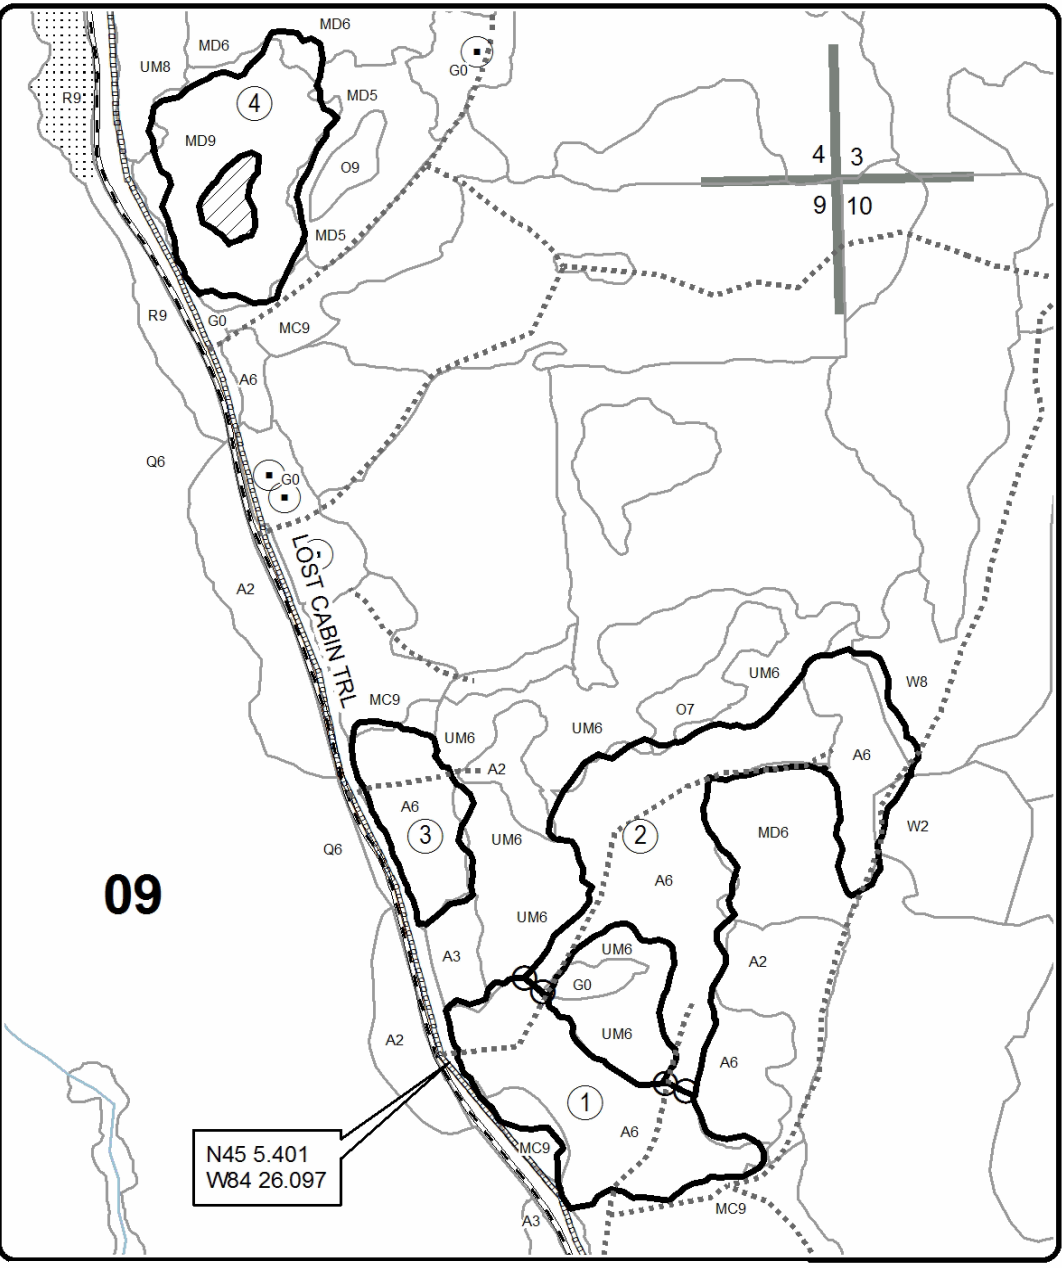 MD6
MD6
UM8
G0
R9
4
MD5
MD9
4 3
O9
9 10
MD5
R9
G0
MC9
A6
Q6
G0
LOST CABIN TRL
A2
UM6
W8
MC9
O7
UM6
UM6
A6
A2
A6
W2
3
UM6
2
MD6
Q6
A6
09
UM6
UM6
A3
A2
G0
A2
UM6
A6
1
A6
N45 5.401
W84 26.097
MC9
MC9
A3